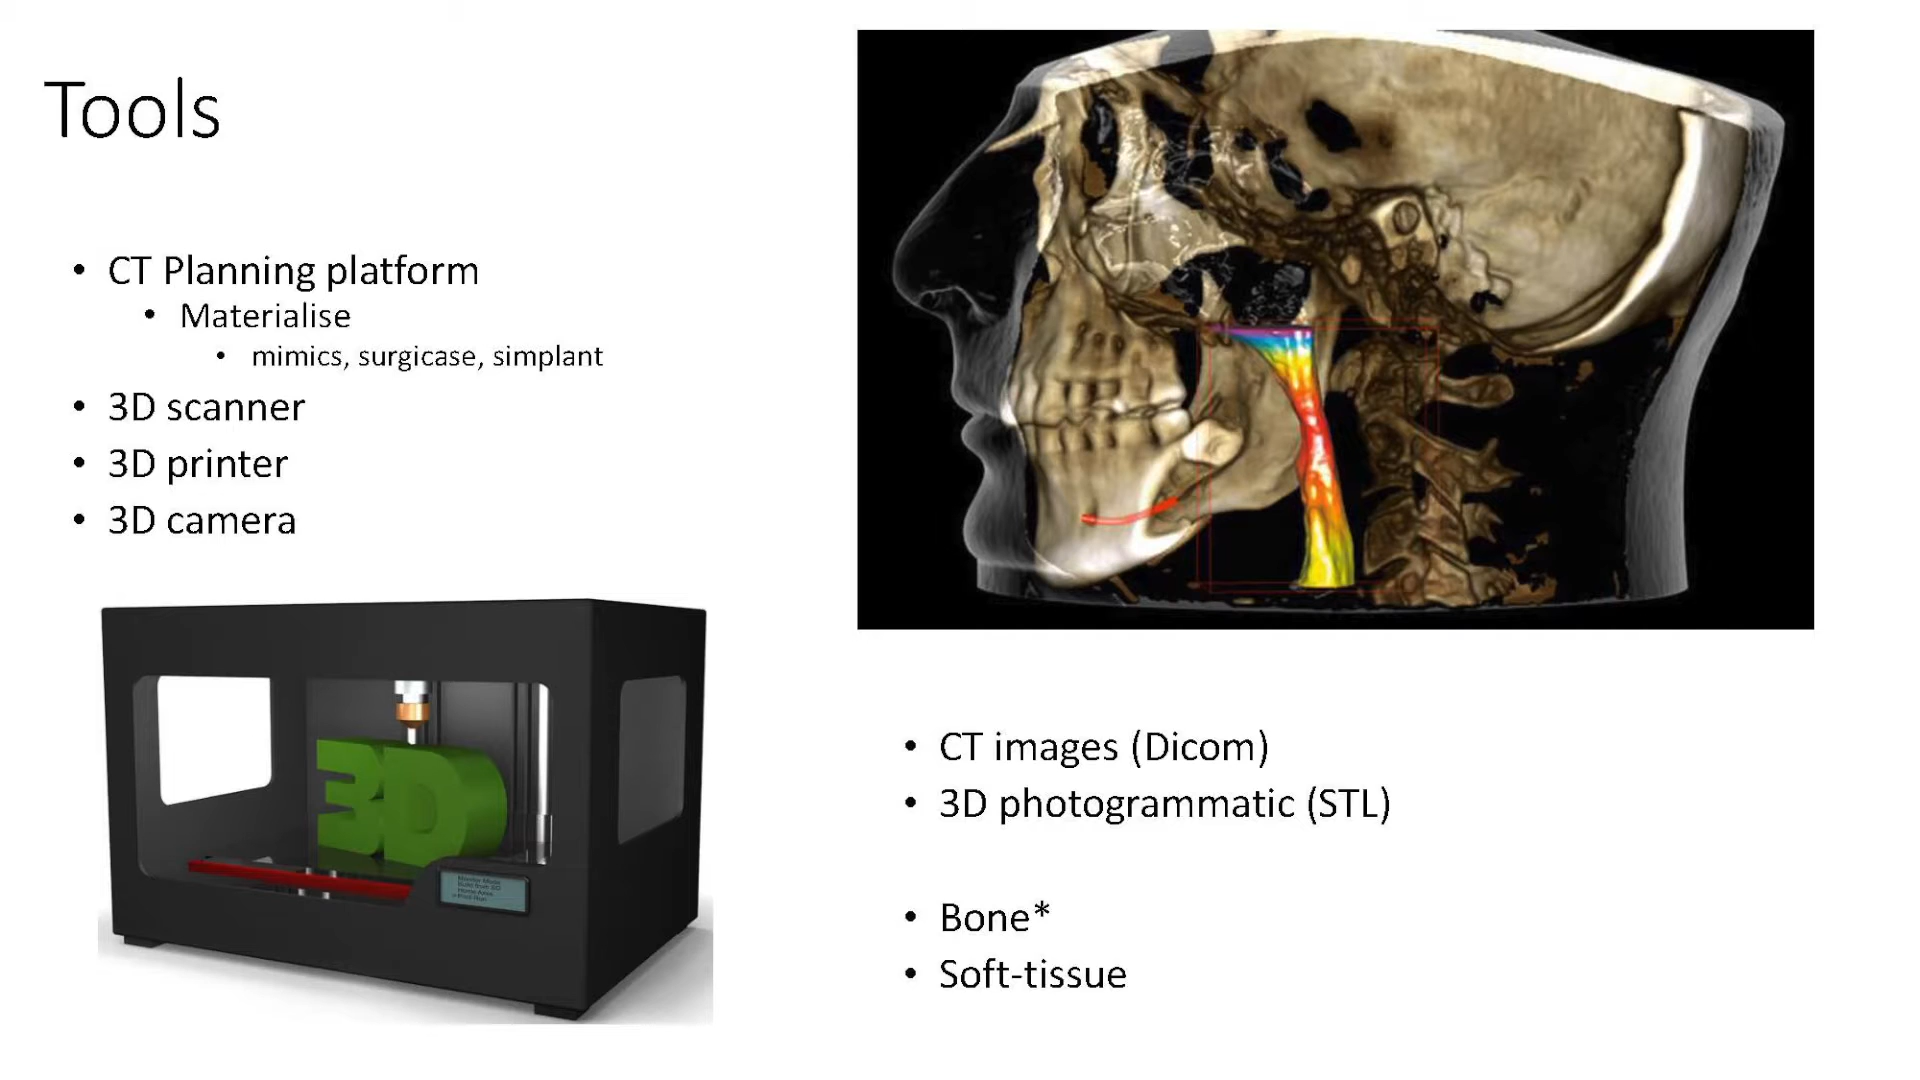 Tools
• CT Planning platform
• Materialise
• mimics, surgicase, simplant
• 3D scanner
• 3D printer
• 3D camera
3D
• CT images (Dicom)
• 3D photogrammatic (STL)
• Bone*
• Soft-tissue